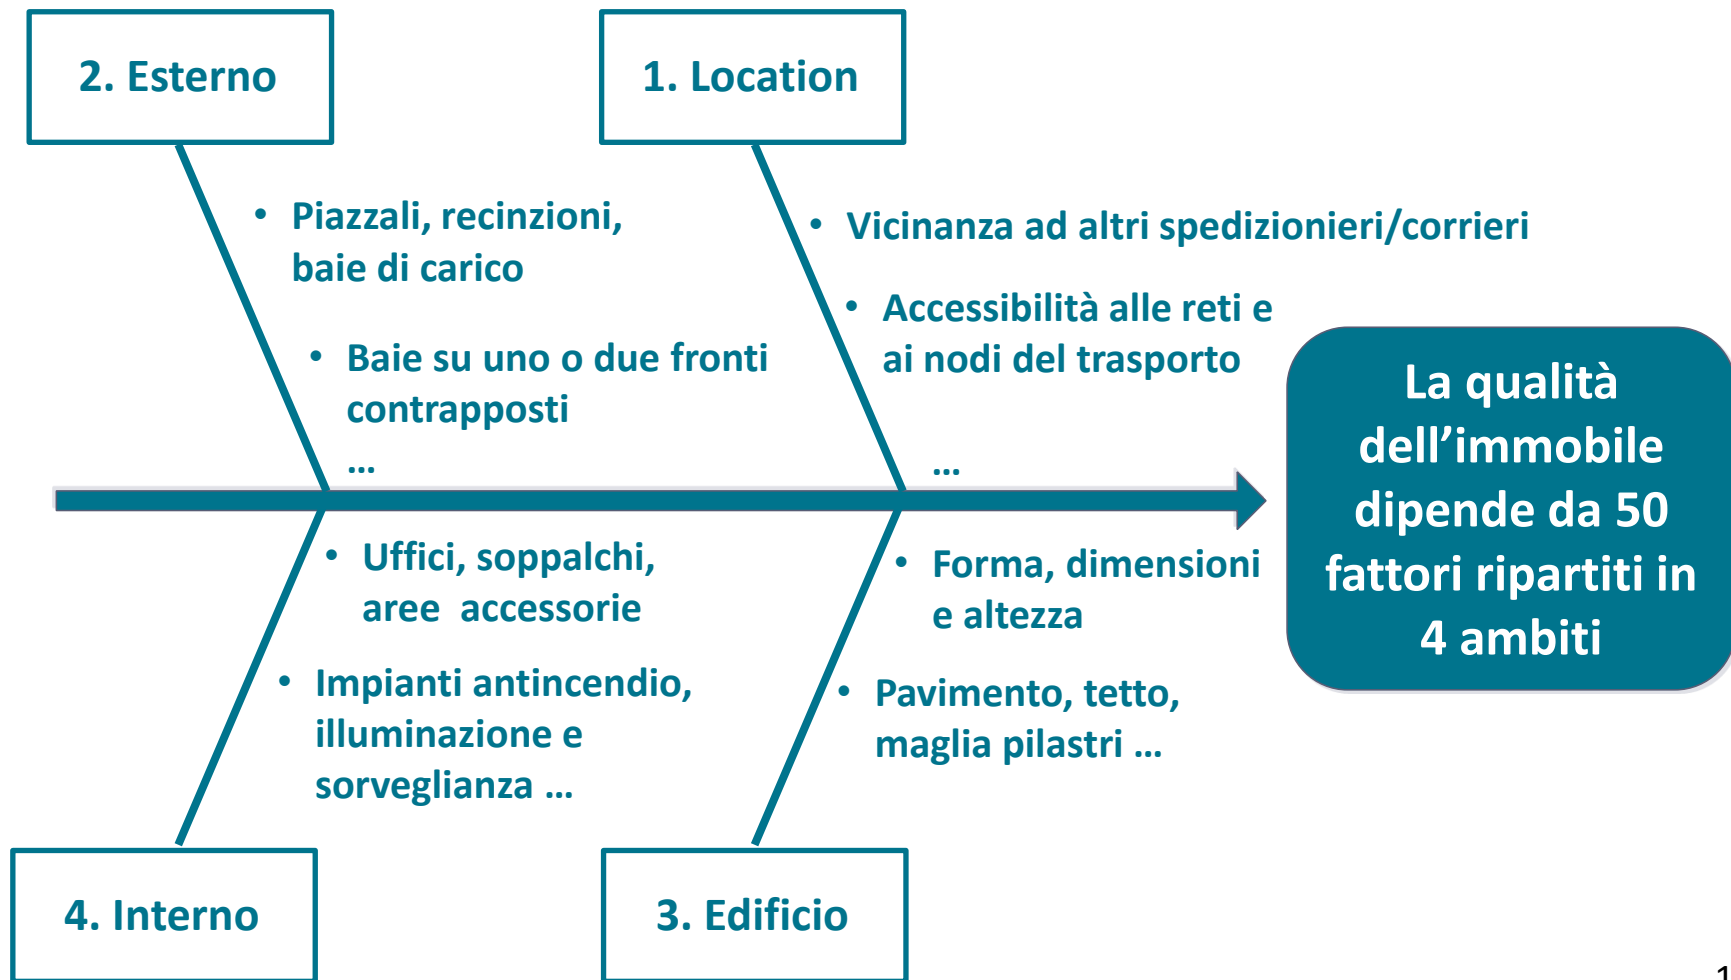 2. Esterno
1. Location
• Piazzali, recinzioni,
baie di carico
• Baie su uno o due fronti
contrapposti
...
• Vicinanza ad altri spedizionieri/corrieri
• Accessibilità alle reti e
ai nodi del trasporto
...
La qualità
dell’immobile
dipende da 50
fattori ripartiti in
4 ambiti
• Uffici, soppalchi,
aree accessorie
• Impianti antincendio,
illuminazione e
sorveglianza ...
• Forma, dimensioni
e altezza
• Pavimento, tetto,
maglia pilastri ...
4. Interno
3. Edificio
1